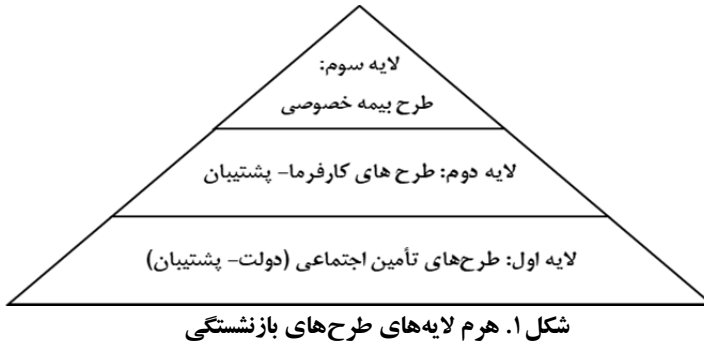 لایه سوم:
طرح بیمه خصوصی
لایه دوم: طرح های کارفرما- پشتیبان
لایه اول: طرح‌های تأمین اجتماعی (دولت- پشتیبان)
شکل ۱. هرم لایه‌های طرح‌های بازنشستگی